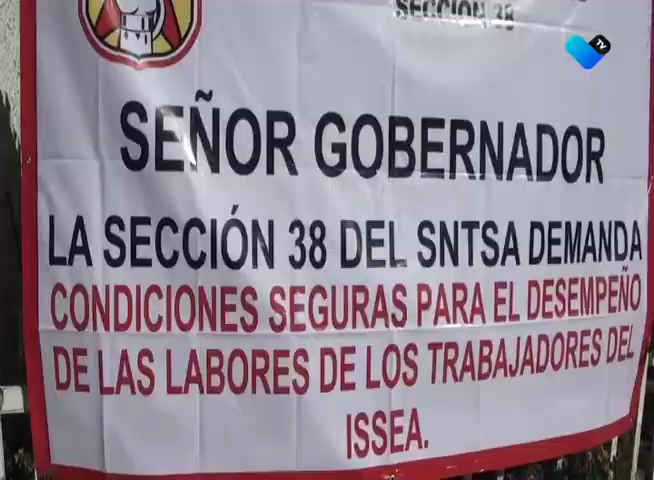 SECCIÓN 38
TV
SEÑOR GOBERNADOR
LA SECCIÓN 38 DEL SNTSA DEMANDA
CONDICIONES SEGURAS PARA EL DESEMPEÑO
DE LAS LABORES DE LOS TRABAJADORES DEL
ISSEA.